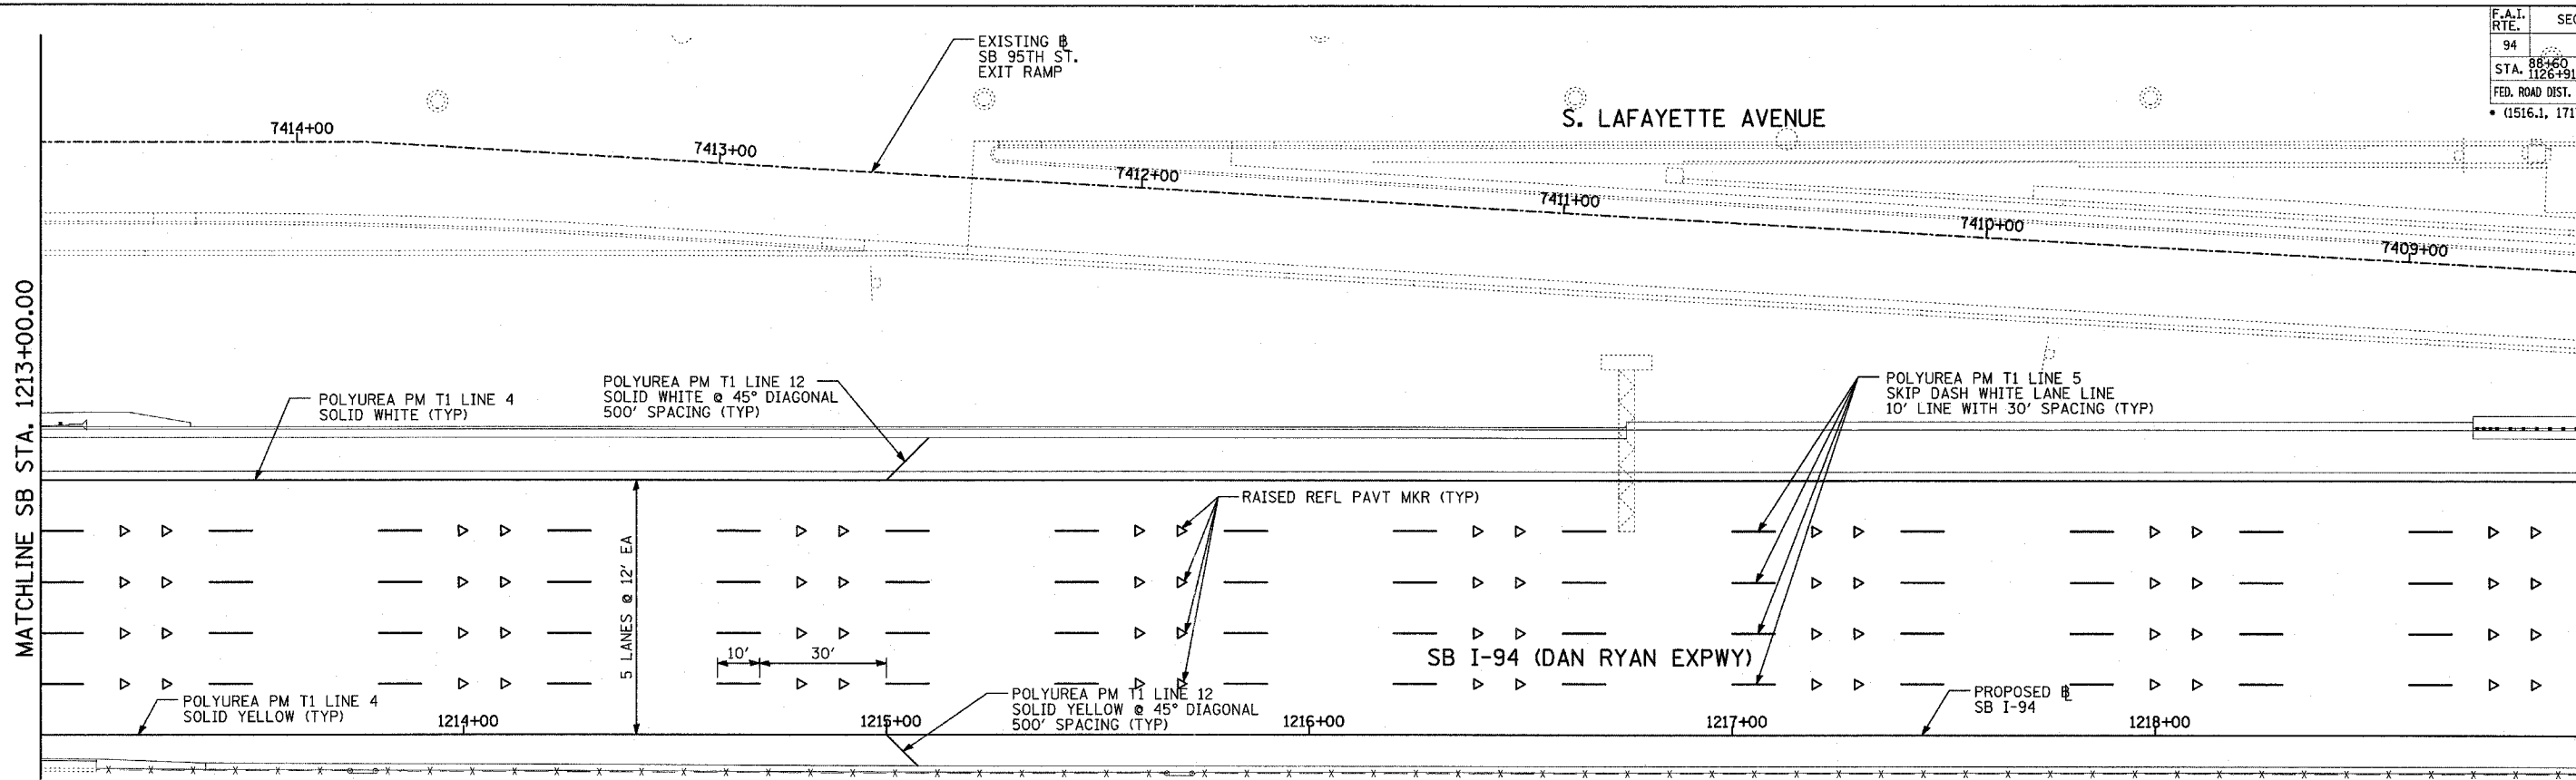 F.A.I.
RTE.
94
STA. 88+60
1126+91
FED. ROAD DIST.
• (1516.1,
EXISTING ℄
SB 95TH ST.
EXIT RAMP
S. LAFAYETTE AVENUE
7414+00
7413+00
7412+00
7411+00
7410+00
7409+00
MATCHLINE SB STA. 1213+00.00
POLYUREA PM T1 LINE 4
SOLID WHITE (TYP)
POLYUREA PM T1 LINE 12
SOLID WHITE @ 45° DIAGONAL
500' SPACING (TYP)
POLYUREA PM T1 LINE 5
SKIP DASH WHITE LANE LINE
10' LINE WITH 30' SPACING (TYP)
RAISED REFL PAVT MKR (TYP)
5 LANES @ 12' EA
10'
30'
SB I-94 (DAN RYAN EXPWY)
POLYUREA PM T1 LINE 4
SOLID YELLOW (TYP)
POLYUREA PM T1 LINE 12
SOLID YELLOW @ 45° DIAGONAL
500' SPACING (TYP)
PROPOSED ℄
SB I-94
1214+00
1215+00
1216+00
1217+00
1218+00